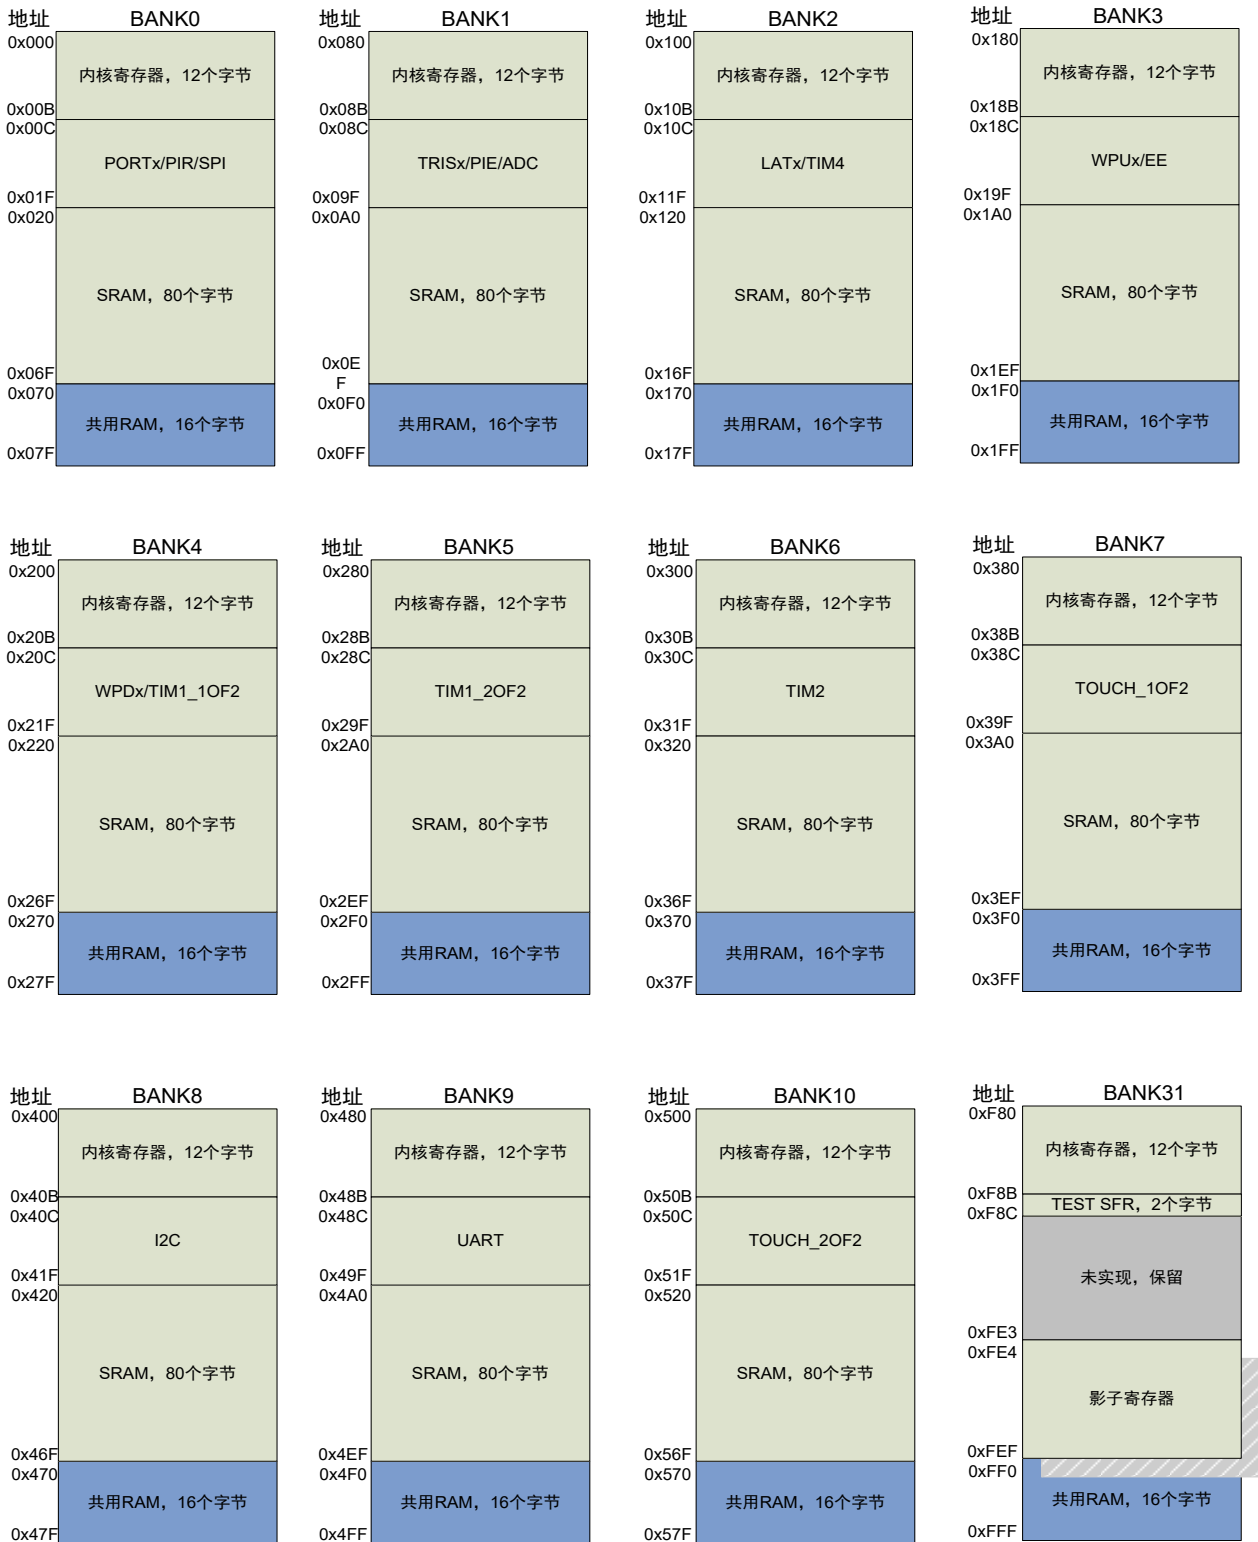 地址 BANK0
0x000
内核寄存器，12个字节
0x00B
0x00C
PORTx/PIR/SPI
0x01F
0x020
SRAM，80个字节
0x06F
0x070
共用RAM，16个字节
0x07F
地址 BANK1
0x080
内核寄存器，12个字节
0x08B
0x08C
TRISx/PIE/ADC
0x09F
0x0A0
SRAM，80个字节
0x0E
F
0x0F0
共用RAM，16个字节
0x0FF
地址 BANK2
0x100
内核寄存器，12个字节
0x10B
0x10C
LATx/TIM4
0x11F
0x120
SRAM，80个字节
0x16F
0x170
共用RAM，16个字节
0x17F
地址 BANK3
0x180
内核寄存器，12个字节
0x18B
0x18C
WPUx/EE
0x19F
0x1A0
SRAM，80个字节
0x1EF
0x1F0
共用RAM，16个字节
0x1FF
地址 BANK4
0x200
内核寄存器，12个字节
0x20B
0x20C
WPDx/TIM1_1OF2
0x21F
0x220
SRAM，80个字节
0x26F
0x270
共用RAM，16个字节
0x27F
地址 BANK5
0x280
内核寄存器，12个字节
0x28B
0x28C
TIM1_2OF2
0x29F
0x2A0
SRAM，80个字节
0x2EF
0x2F0
共用RAM，16个字节
0x2FF
地址 BANK6
0x300
内核寄存器，12个字节
0x30B
0x30C
TIM2
0x31F
0x320
SRAM，80个字节
0x36F
0x370
共用RAM，16个字节
0x37F
地址 BANK7
0x380
内核寄存器，12个字节
0x38B
0x38C
TOUCH_1OF2
0x39F
0x3A0
SRAM，80个字节
0x3EF
0x3F0
共用RAM，16个字节
0x3FF
地址 BANK8
0x400
内核寄存器，12个字节
0x40B
0x40C
I2C
0x41F
0x420
SRAM，80个字节
0x46F
0x470
共用RAM，16个字节
0x47F
地址 BANK9
0x480
内核寄存器，12个字节
0x48B
0x48C
UART
0x49F
0x4A0
SRAM，80个字节
0x4EF
0x4F0
共用RAM，16个字节
0x4FF
地址 BANK10
0x500
内核寄存器，12个字节
0x50B
0x50C
TOUCH_2OF2
0x51F
0x520
SRAM，80个字节
0x56F
0x570
共用RAM，16个字节
0x57F
地址 BANK31
0xF80
内核寄存器，12个字节
0xF8B
TEST SFR，2个字节
0xF8C
未实现，保留
0xFE3
0xFE4
影子寄存器
0xFEF
0xFF0
共用RAM，16个字节
0xFFF